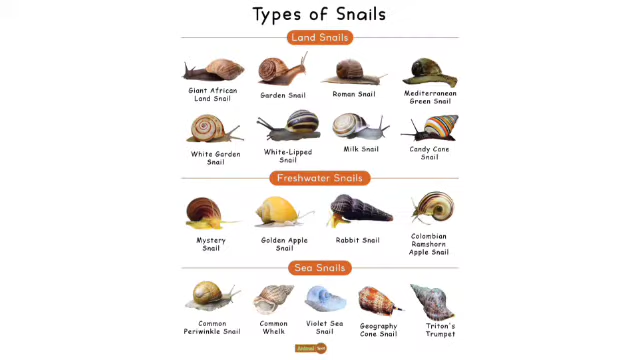 Types of Snails
Land Snails
Giant African
Land Snail
Garden Snail
Roman Snail
Mediterranean
Green Snail
White Garden
Snail
White-Lipped
Snail
Milk Snail
Candy Cane
Snail
Freshwater Snails
Mystery
Snail
Golden Apple
Snail
Rabbit Snail
Colombian
Ramshorn
Apple Snail
Sea Snails
Common
Periwinkle Snail
Common
Whelk
Violet Sea
Snail
Geography
Cone Snail
Triton's
Trumpet
Animal